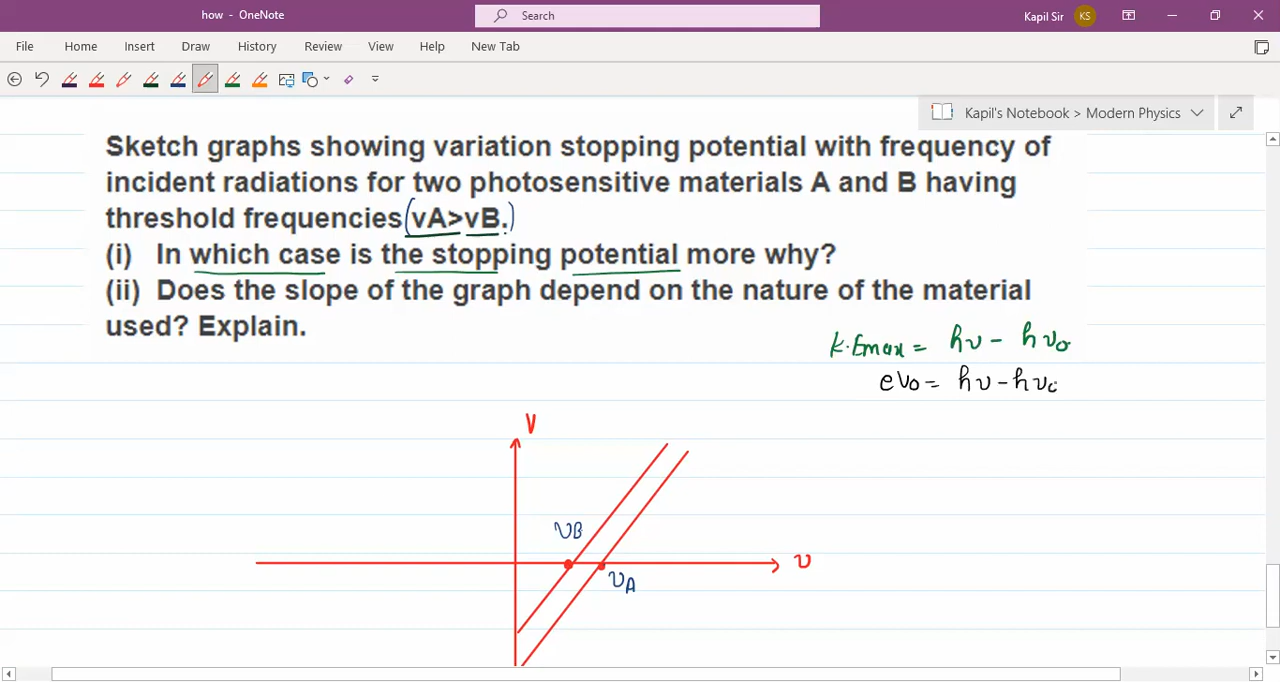 how - OneNote
Search
Kapil Sir
KS
File Home Insert Draw History Review View Help New Tab
Kapil's Notebook > Modern Physics
Sketch graphs showing variation stopping potential with frequency of
incident radiations for two photosensitive materials A and B having
threshold frequencies (νA>νB.)
(i) In which case is the stopping potential more why?
(ii) Does the slope of the graph depend on the nature of the material
used? Explain.
K.Emax = hν - hν₀
eV₀ = hν - hν₀
V
νB
ν
νA